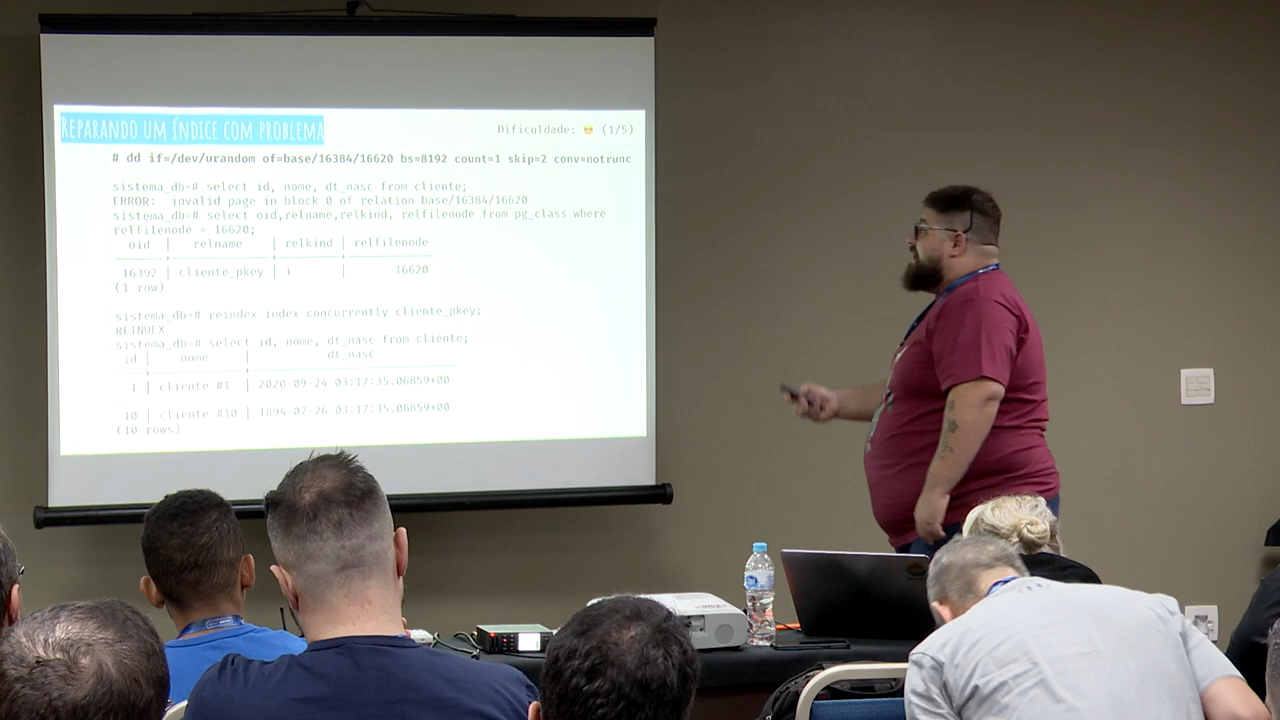 REPARANDO UM ÍNDICE COM PROBLEMA
Dificuldade: 😎 (1/5)
# dd if=/dev/urandom of=base/16384/16620 bs=8192 count=1 skip=2 conv=notrunc
sistema_db=# select id, nome, dt_nasc from cliente;
ERROR: invalid page in block 0 of relation base/16384/16620
sistema_db=# select oid,relname,relkind, relfilenode from pg_class where
relfilenode = 16620;
oid | relname | relkind | relfilenode
16392 | cliente_pkey | i | 16620
(1 row)
sistema_db=# reindex index concurrently cliente_pkey;
REINDEX
sistema_db=# select id, nome, dt_nasc from cliente;
id | nome | dt_nasc
1 | cliente #1 | 2020-09-24 03:17:35.06859+00
10 | cliente #10 | 1894-07-26 03:17:35.06859+00
(10 rows)